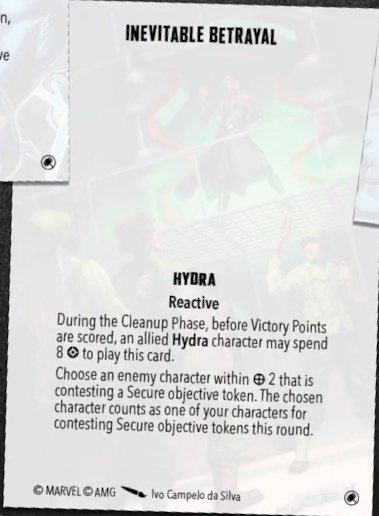 n,
ve
INEVITABLE BETRAYAL
HYDRA
Reactive
During the Cleanup Phase, before Victory Points
are scored, an allied Hydra character may spend
8 to play this card.
Choose an enemy character within 2 that is
contesting a Secure objective token. The chosen
character counts as one of your characters for
contesting Secure objective tokens this round.
© MARVEL © AMG Ivo Campelo da Silva